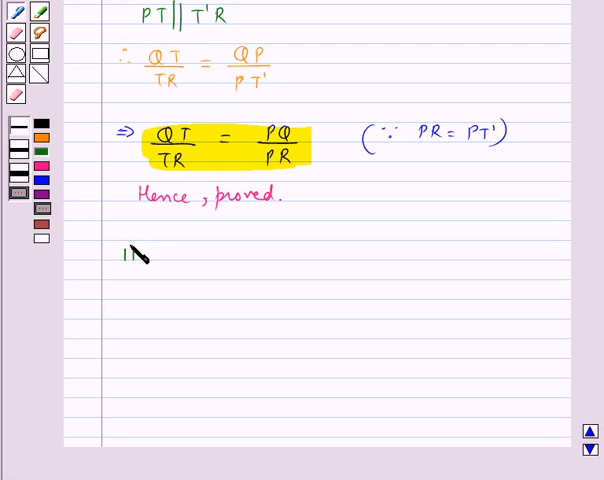 PT || T'R
∴ QT/TR = QP/PT'
⇒ QT/TR = PQ/PR (∵ PR = PT')
Hence, proved.